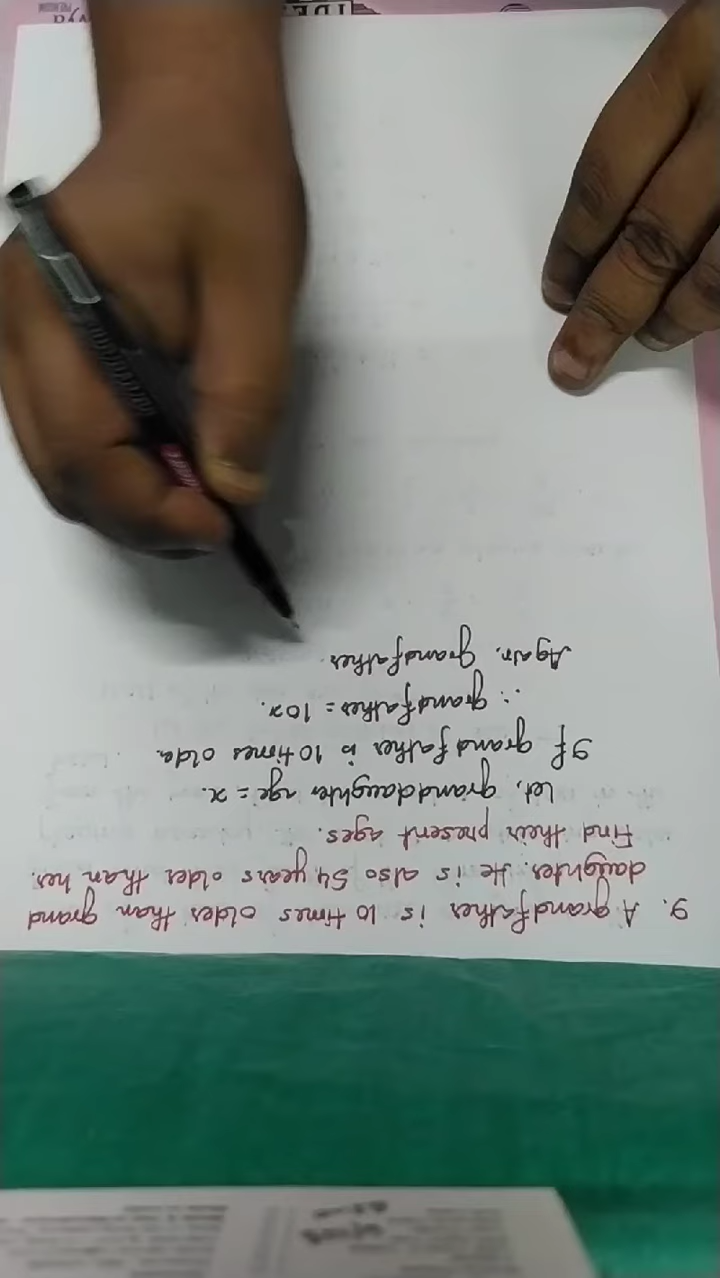 9. A grandfather is 10 times older than grand
daughter. He is also 54 years older than her.
Find their present ages.
Let, granddaughter age = x.
If grandfather is 10 times older
∴ grandfather = 10x.
Again, grandfather